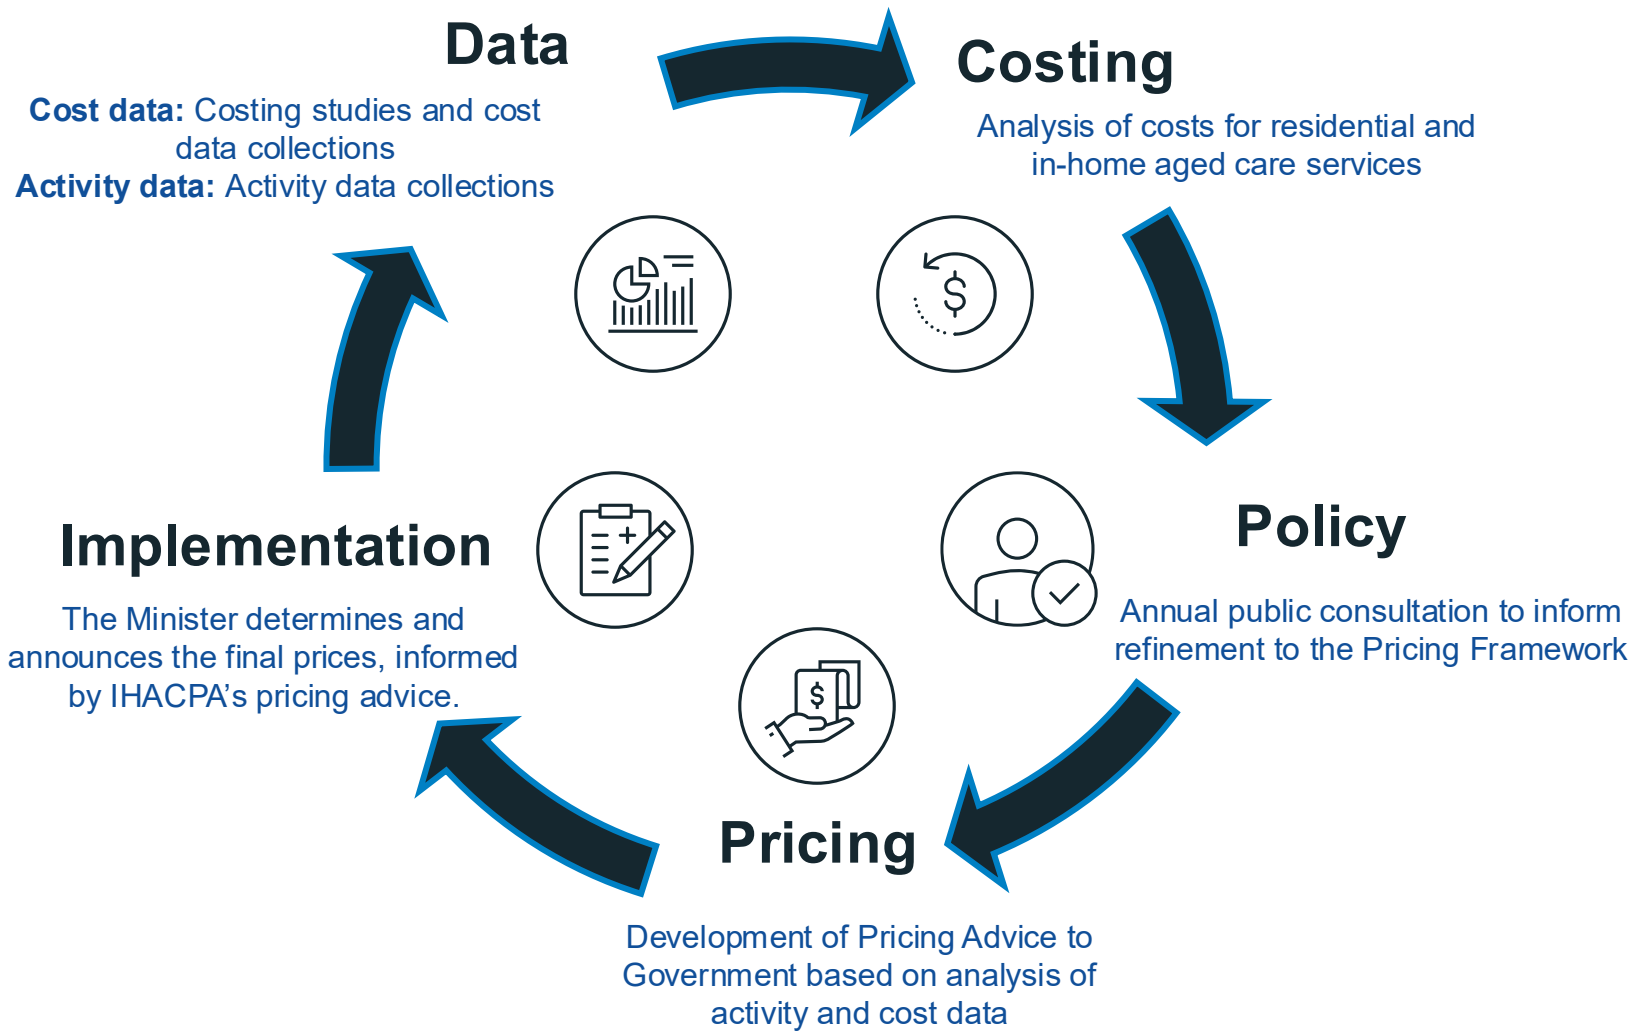 Data
Cost data: Costing studies and cost
data collections
Activity data: Activity data collections
Costing
Analysis of costs for residential and
in-home aged care services
Policy
Annual public consultation to inform
refinement to the Pricing Framework
Pricing
Development of Pricing Advice to
Government based on analysis of
activity and cost data
Implementation
The Minister determines and
announces the final prices, informed
by IHACPA’s pricing advice.
$
$